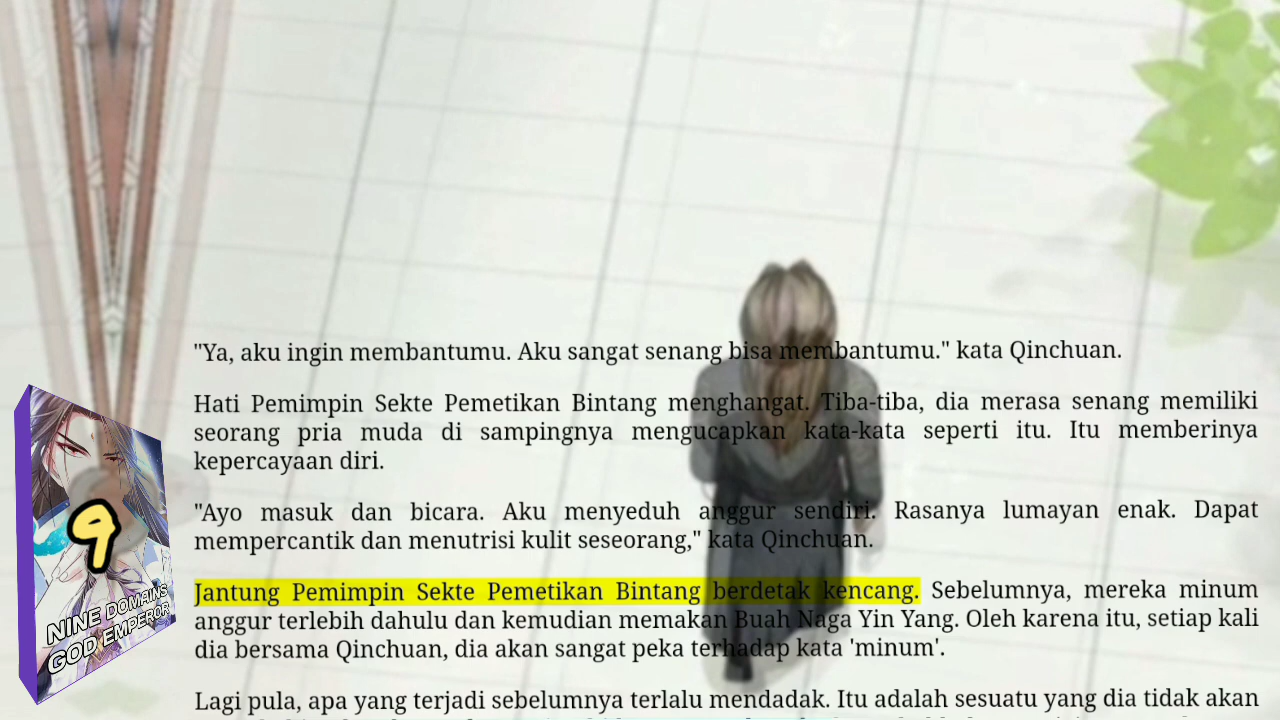 "Ya, aku ingin membantumu. Aku sangat senang bisa membantumu." kata Qinchuan.
Hati Pemimpin Sekte Pemetikan Bintang menghangat. Tiba-tiba, dia merasa senang memiliki
seorang pria muda di sampingnya mengucapkan kata-kata seperti itu. Itu memberinya
kepercayaan diri.
"Ayo masuk dan bicara. Aku menyeduh anggur sendiri. Rasanya lumayan enak. Dapat
mempercantik dan menutrisi kulit seseorang," kata Qinchuan.
Jantung Pemimpin Sekte Pemetikan Bintang berdetak kencang. Sebelumnya, mereka minum
anggur terlebih dahulu dan kemudian memakan Buah Naga Yin Yang. Oleh karena itu, setiap kali
dia bersama Qinchuan, dia akan sangat peka terhadap kata 'minum'.
Lagi pula, apa yang terjadi sebelumnya terlalu mendadak. Itu adalah sesuatu yang dia tidak akan
9
NINE DOMAINS
GOD EMPEROR